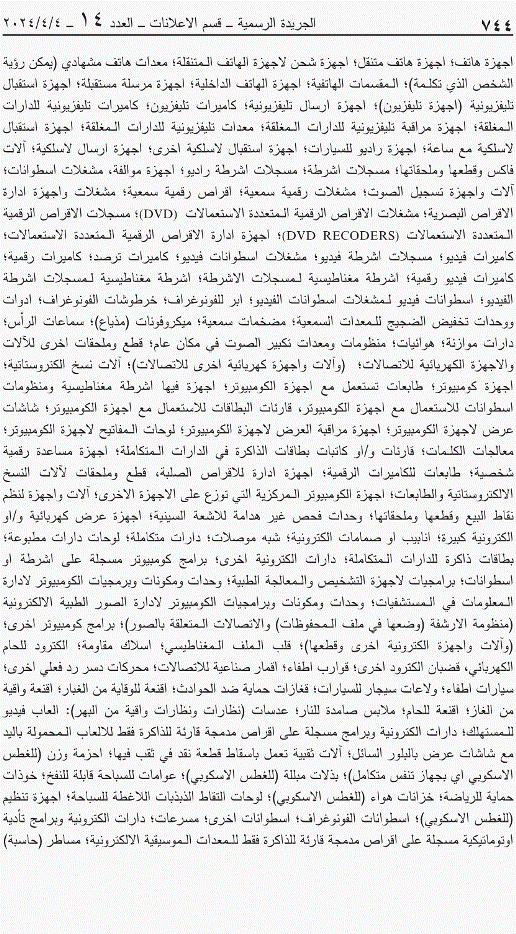 ٧٤٤ الجريدة الرسمية ــ قسم الاعلانات ــ العدد ١٤ ــ ٢٠٢٤/٤/٤
اجهزة هاتف؛ اجهزة هاتف متنقل؛ اجهزة شحن لاجهزة الهاتف المتنقلة؛ معدات هاتف مشهادي (يمكن رؤية
الشخص الذي تكلمة)؛ المقسمات الهاتفية؛ اجهزة الهاتف الداخلية؛ اجهزة مرسلة مستقبلة؛ اجهزة استقبال
تليفزيونية (اجهزة تليفزيون)؛ اجهزة ارسال تليفزيونية؛ كاميرات تليفزيون؛ كاميرات تليفزيونية للدارات
المغلقة؛ اجهزة مراقبة تليفزيونية للدارات المغلقة؛ معدات تليفزيونية للدارات المغلقة؛ اجهزة استقبال
لاسلكية مع ساعة؛ اجهزة راديو للسيارات؛ اجهزة استقبال لاسلكية اخرى؛ اجهزة ارسال لاسلكية؛ آلات
فاكس وقطعها وملحقاتها؛ مسجلات اشرطة؛ مسجلات اشرطة راديو؛ اجهزة موالفة، مشغلات اسطوانات؛
آلات واجهزة تسجيل الصوت؛ مشغلات رقمية سمعية؛ اقراص رقمية سمعية؛ مشغلات واجهزة ادارة
الاقراص البصرية؛ مشغلات الاقراص الرقمية المتعددة الاستعمالات (DVD)؛ مسجلات الاقراص الرقمية
المتعددة الاستعمالات (DVD RECODERS)؛ اجهزة ادارة الاقراص الرقمية المتعددة الاستعمالات؛
كاميرات فيديو؛ مسجلات اشرطة فيديو؛ مشغلات اسطوانات فيديو؛ كاميرات ترصد؛ كاميرات رقمية؛
كاميرات فيديو رقمية؛ اشرطة مغناطيسية لمسجلات الاشرطة؛ اشرطة مغناطيسية لمسجلات اشرطة
الفيديو؛ اسطوانات فيديو لمشغلات اسطوانات الفيديو؛ ابر للفونوغراف؛ خرطوشات الفونوغراف؛ ادوات
ووحدات تخفيض الضجيج للمعدات السمعية؛ مضخمات سمعية؛ ميكروفونات (مذياع)؛ سماعات الرأس؛
دارات موازنة؛ هوائيات؛ منظومات ومعدات تكبير الصوت في مكان عام؛ قطع وملحقات اخرى للآلات
والاجهزة الكهربائية للاتصالات؛ (وآلات واجهزة كهربائية اخرى للاتصالات)؛ آلات نسخ الكتروستاتية؛
اجهزة كومبيوتر؛ طابعات تستعمل مع اجهزة الكومبيوتر؛ اجهزة فيها اشرطة مغناطيسية ومنظومات
اسطوانات للاستعمال مع اجهزة الكومبيوتر، قارئات البطاقات للاستعمال مع اجهزة الكومبيوتر؛ شاشات
عرض لاجهزة الكومبيوتر؛ اجهزة مراقبة العرض لاجهزة الكومبيوتر؛ لوحات المفاتيح لاجهزة الكومبيوتر؛
معالجات الكلمات؛ قارئات و/او كاتبات بطاقات الذاكرة في الدارات المتكاملة؛ اجهزة مساعدة رقمية
شخصية؛ طابعات للكاميرات الرقمية؛ اجهزة ادارة للاقراص الصلبة، قطع وملحقات لآلات النسخ
الالكتروستاتية والطابعات؛ اجهزة الكومبيوتر المركزية التي توزع على الاجهزة الاخرى؛ آلات واجهزة لنظم
نقاط البيع وقطعها وملحقاتها؛ وحدات فحص غير هدامة للاشعة السينية؛ اجهزة عرض كهربائية و/او
الكترونية كبيرة؛ انابيب او صمامات الكترونية؛ شبه موصلات؛ دارات متكاملة؛ لوحات دارات مطبوعة؛
بطاقات ذاكرة للدارات المتكاملة؛ دارات الكترونية اخرى؛ برامج كومبيوتر مسجلة على اشرطة او
اسطوانات؛ برامجيات لاجهزة التشخيص والمعالجة الطبية؛ وحدات ومكونات وبرمجيات الكومبيوتر لادارة
المعلومات في المستشفيات؛ وحدات ومكونات وبرامجيات الكومبيوتر لادارة الصور الطبية الالكترونية
(منظومة الارشفة (وضعها في ملف المحفوظات) والاتصالات المتعلقة بالصور)؛ برامج كومبيوتر اخرى؛
(وآلات واجهزة الكترونية اخرى وقطعها)؛ قلب الملف المغناطيسي؛ اسلاك مقاومة؛ الكترود للحام
الكهربائي، قضبان الكترود اخرى؛ قوارب اطفاء؛ اقمار صناعية للاتصالات؛ محركات دسر رد فعلي اخرى؛
سيارات اطفاء؛ ولاعات سيجار للسيارات؛ قفازات حماية ضد الحوادث؛ اقنعة للوقاية من الغبار؛ اقنعة واقية
من الغاز؛ اقنعة للحام؛ ملابس صامدة للنار؛ عدسات (نظارات ونظارات واقية من البهر): العاب فيديو
للمستهلك؛ دارات الكترونية وبرامج مسجلة على اقراص مدمجة قارئة للذاكرة فقط للالعاب المحمولة باليد
مع شاشات عرض بالبلور السائل؛ آلات ثقبية تعمل باسقاط قطعة نقد في ثقب فيها؛ احزمة وزن (للغطس
الاسكوبي اي بجهاز تنفس متكامل)؛ بذلات مبللة (للغطس الاسكوبي)؛ عوامات للسباحة قابلة للنفخ؛ خوذات
حماية للرياضة؛ خزانات هواء (للغطس الاسكوبي)؛ لوحات التقاط الذبذبات اللاغطة للسباحة؛ اجهزة تنظيم
(للغطس الاسكوبي)؛ اسطوانات الفونوغراف؛ اسطوانات اخرى؛ مسرعات؛ دارات الكترونية وبرامج تأدية
اوتوماتيكية مسجلة على اقراص مدمجة قارئة للذاكرة فقط للمعدات الموسيقية الالكترونية؛ مساطر (حاسبة)